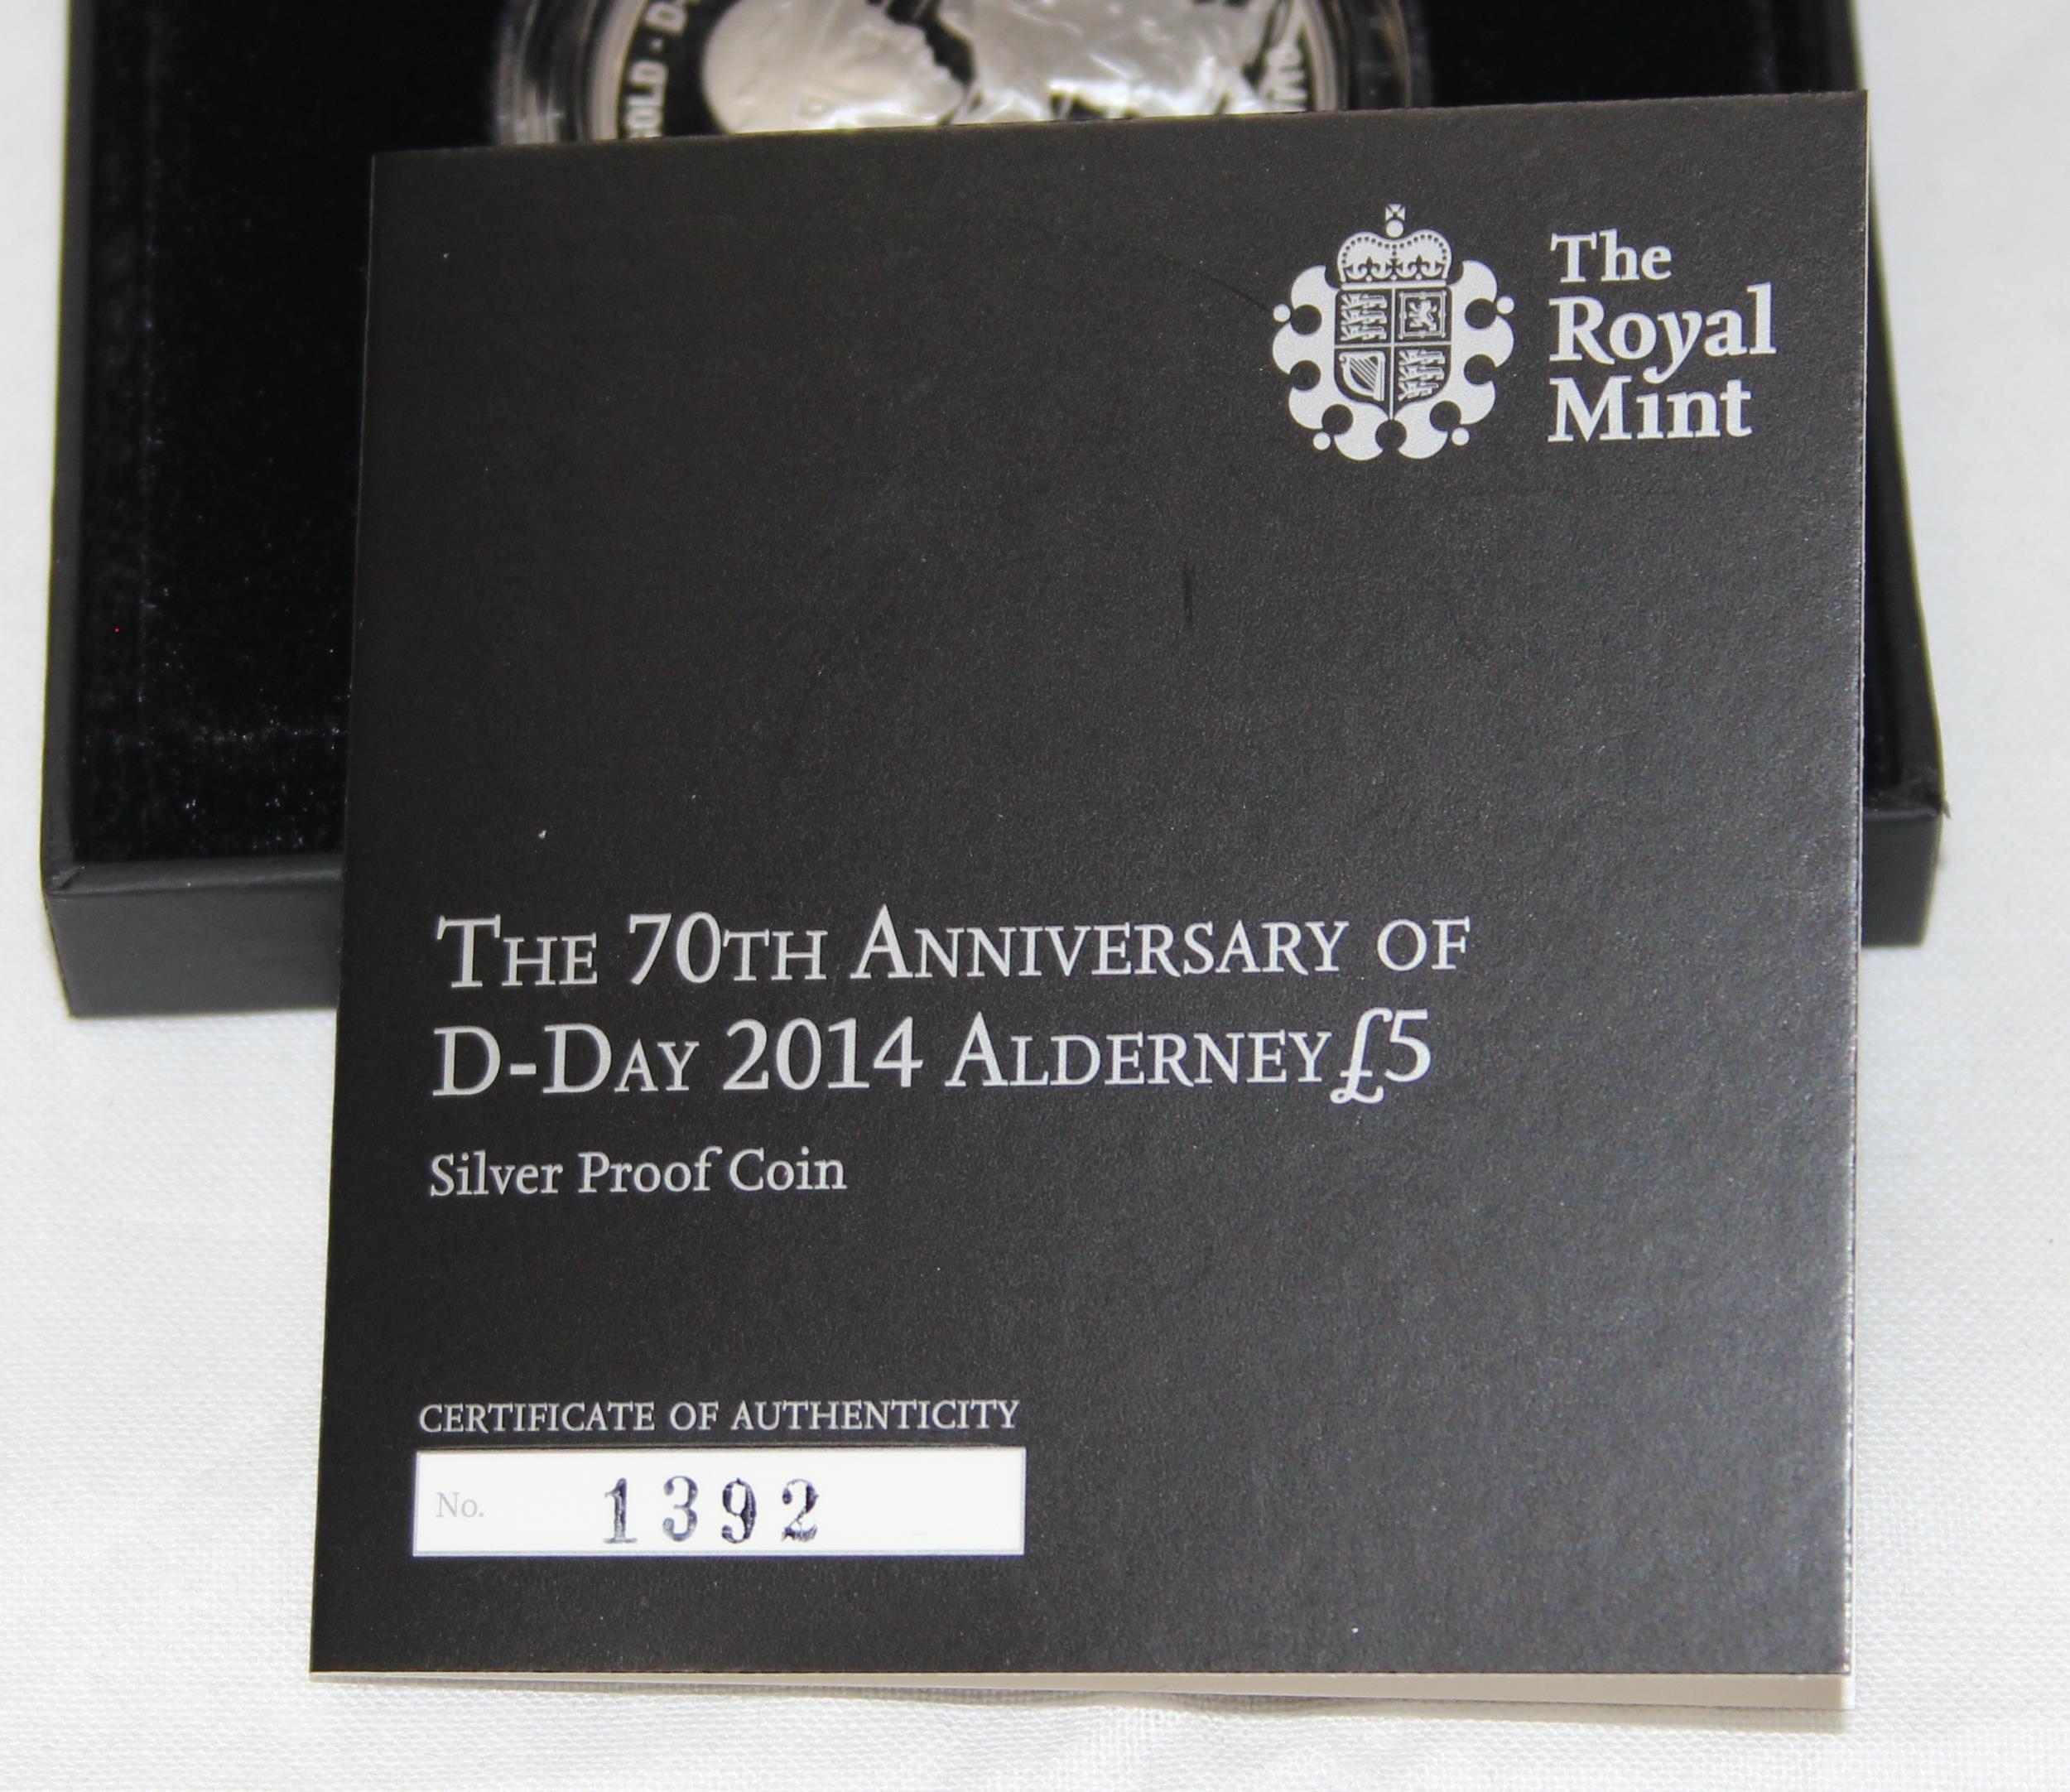 The
Royal
Mint
THE 70TH ANNIVERSARY OF
D-DAY 2014 ALDERNEY £5
Silver Proof Coin
CERTIFICATE OF AUTHENTICITY
No. 1392